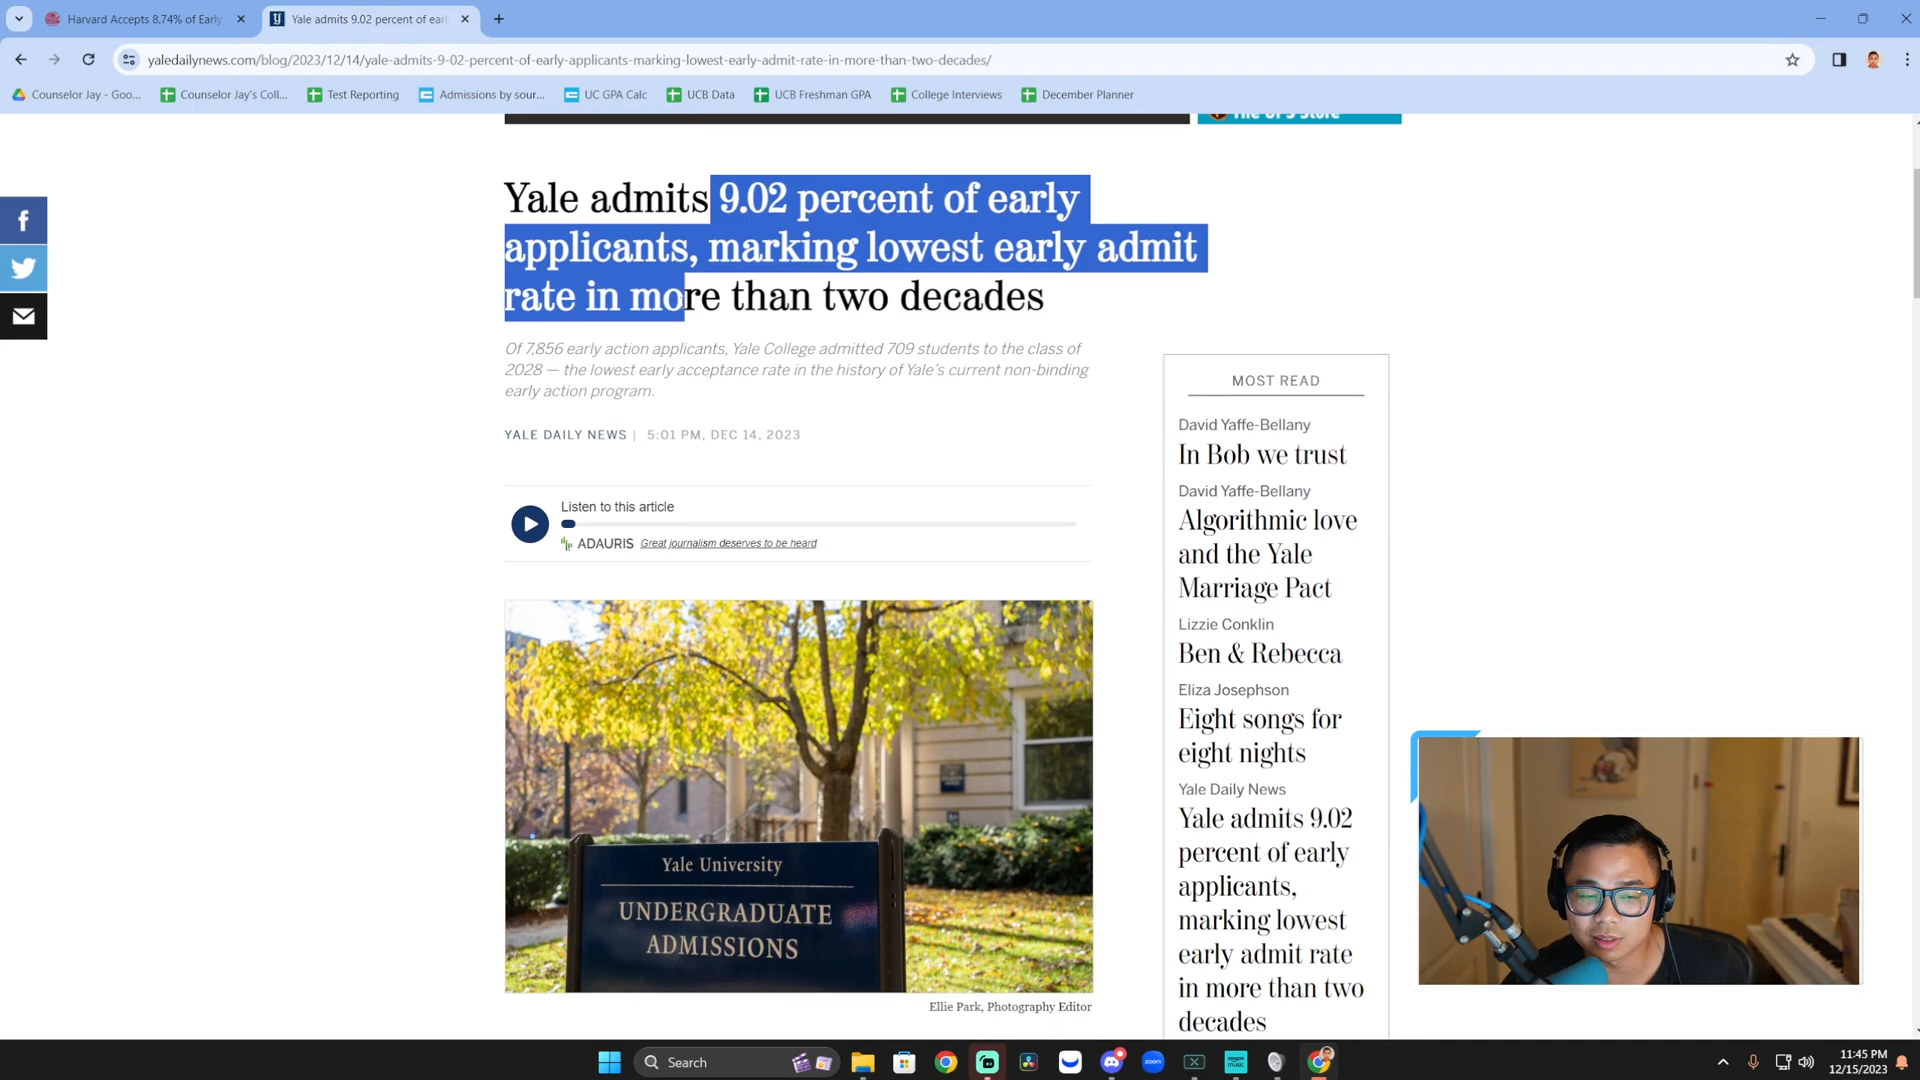 Harvard Accepts 8.74% of Early
Yale admits 9.02 percent of earl
yaledailynews.com/blog/2023/12/14/yale-admits-9-02-percent-of-early-applicants-marking-lowest-early-admit-rate-in-more-than-two-decades/
Counselor Jay - Goo...
Counselor Jay's Coll...
Test Reporting
Admissions by sour...
UC GPA Calc
UCB Data
UCB Freshman GPA
College Interviews
December Planner
The UPS Store
Yale admits 9.02 percent of early
applicants, marking lowest early admit
rate in more than two decades
Of 7,856 early action applicants, Yale College admitted 709 students to the class of
2028 — the lowest early acceptance rate in the history of Yale's current non-binding
early action program.
YALE DAILY NEWS | 5:01 PM, DEC 14, 2023
Listen to this article
ADAURIS Great journalism deserves to be heard
Yale University
UNDERGRADUATE
ADMISSIONS
Ellie Park, Photography Editor
MOST READ
David Yaffe-Bellany
In Bob we trust
David Yaffe-Bellany
Algorithmic love
and the Yale
Marriage Pact
Lizzie Conklin
Ben & Rebecca
Eliza Josephson
Eight songs for
eight nights
Yale Daily News
Yale admits 9.02
percent of early
applicants,
marking lowest
early admit rate
in more than two
decades
Search
zoom
amazon
music
11:45 PM
12/15/2023